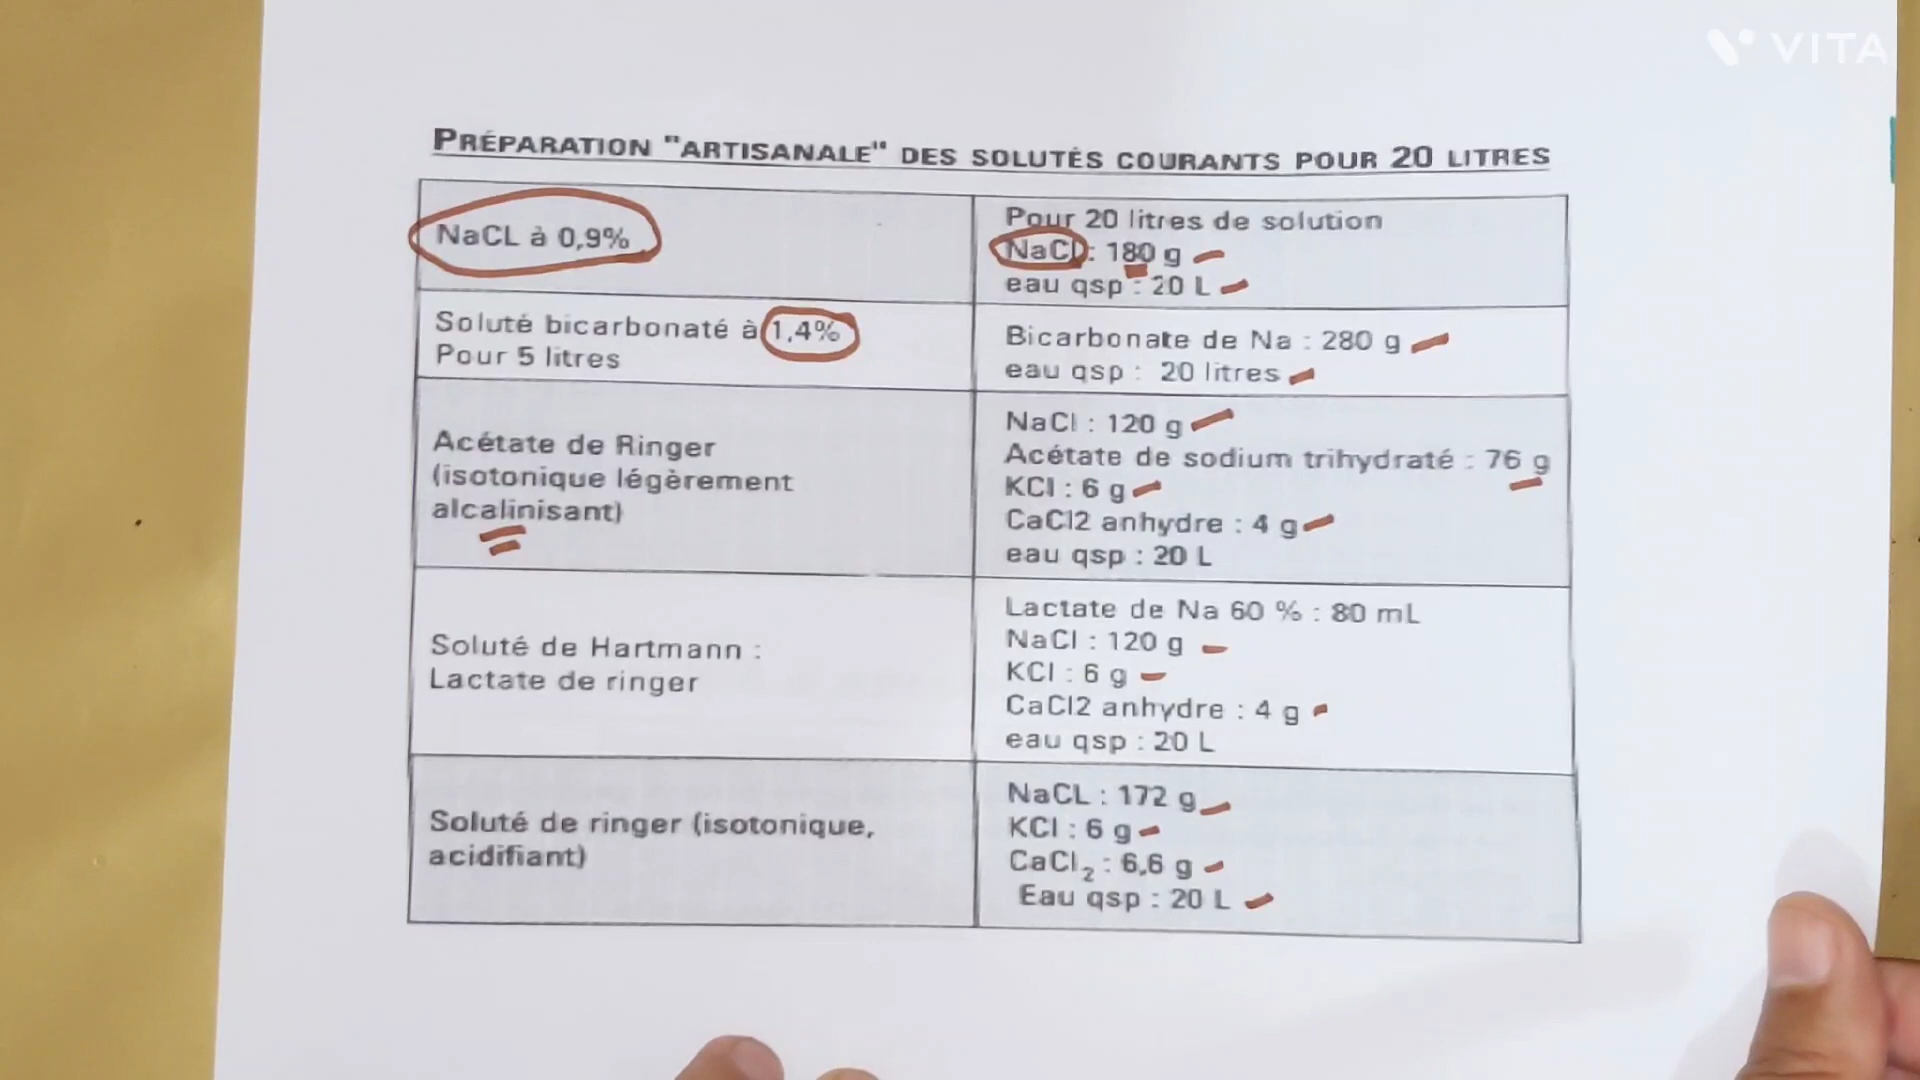 VITA
PRÉPARATION "ARTISANALE" DES SOLUTÉS COURANTS POUR 20 LITRES
NaCL à 0,9%
Pour 20 litres de solution
NaCl : 180 g
eau qsp : 20 L
Soluté bicarbonaté à 1,4%
Pour 5 litres
Bicarbonate de Na : 280 g
eau qsp : 20 litres
Acétate de Ringer
(isotonique légèrement
alcalinisant)
NaCl : 120 g
Acétate de sodium trihydraté : 76 g
KCl : 6 g
CaCl2 anhydre : 4 g
eau qsp : 20 L
Soluté de Hartmann :
Lactate de ringer
Lactate de Na 60 % : 80 mL
NaCl : 120 g
KCl : 6 g
CaCl2 anhydre : 4 g
eau qsp : 20 L
Soluté de ringer (isotonique,
acidifiant)
NaCL : 172 g
KCl : 6 g
CaCl₂ : 6,6 g
Eau qsp : 20 L